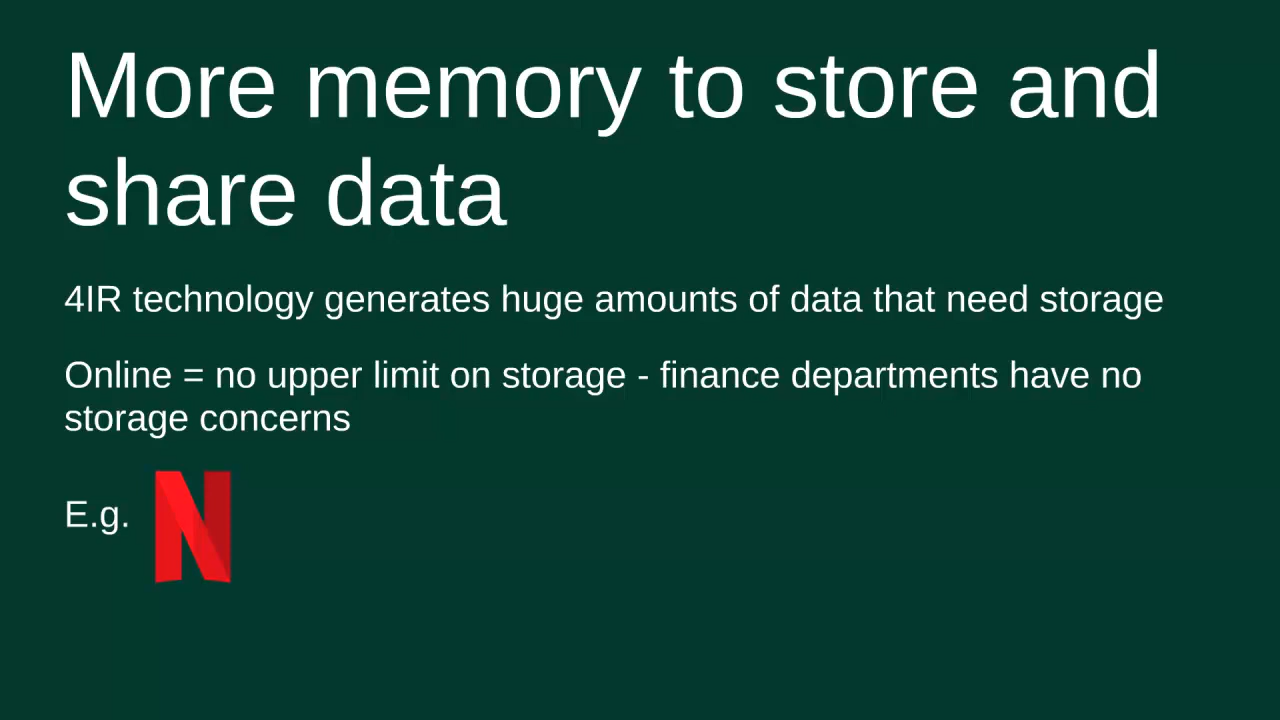 More memory to store and
share data
4IR technology generates huge amounts of data that need storage
Online = no upper limit on storage - finance departments have no
storage concerns
E.g. N